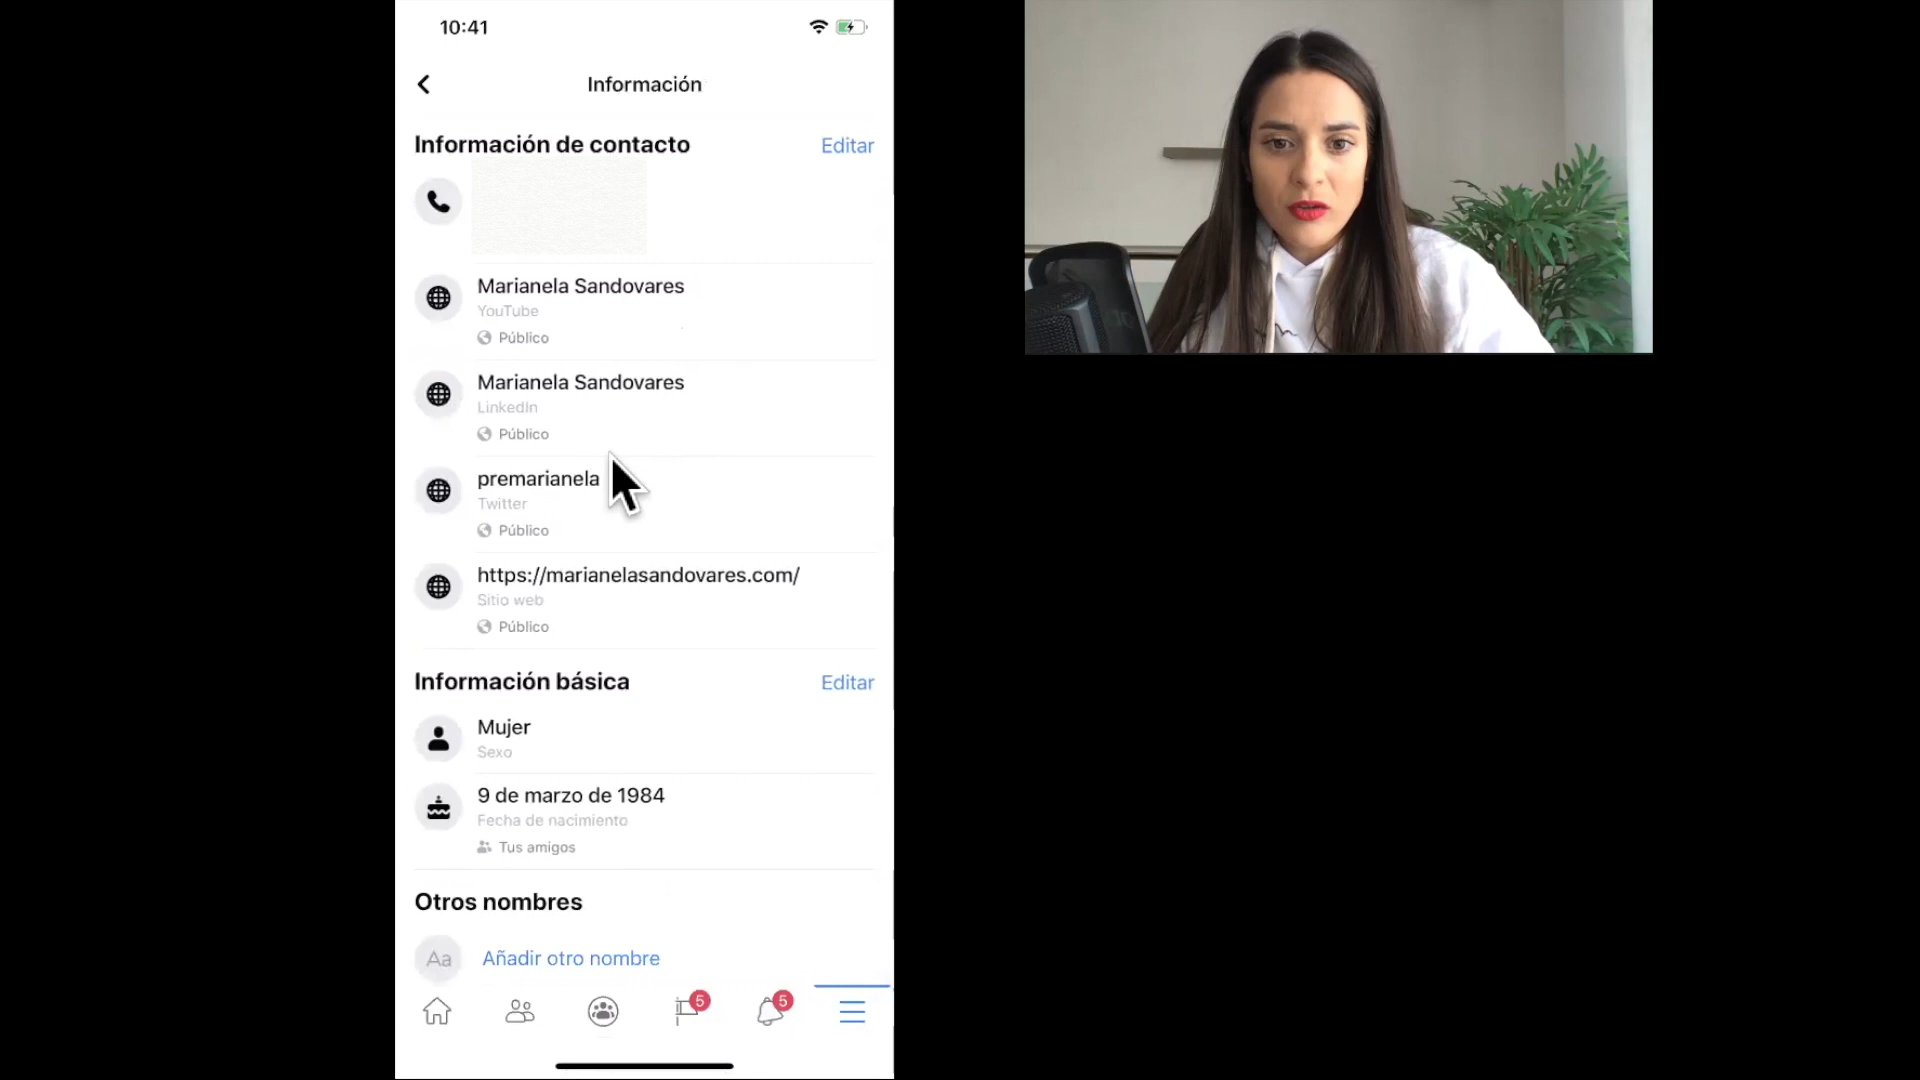 10:41
Información
Información de contacto
Editar
Marianela Sandovares
YouTube
Público
Marianela Sandovares
LinkedIn
Público
premarianela
Twitter
Público
https://marianelasandovares.com/
Sitio web
Público
Información básica
Editar
Mujer
Sexo
9 de marzo de 1984
Fecha de nacimiento
Tus amigos
Otros nombres
Aa
Añadir otro nombre
5
5